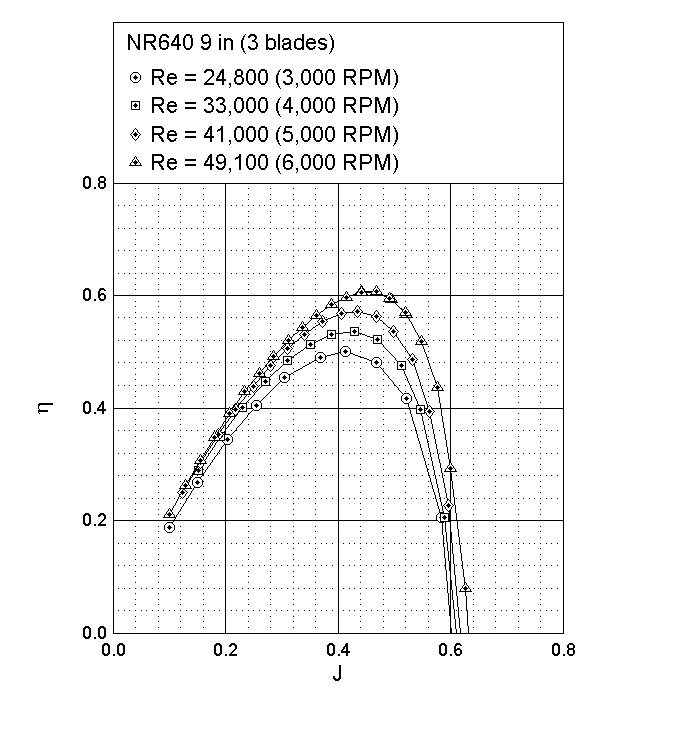 NR640 9 in (3 blades)
Re = 24,800 (3,000 RPM)
Re = 33,000 (4,000 RPM)
Re = 41,000 (5,000 RPM)
Re = 49,100 (6,000 RPM)
0.8
0.6
0.4
0.2
0.0
η
0.0 0.2 0.4 0.6 0.8
J